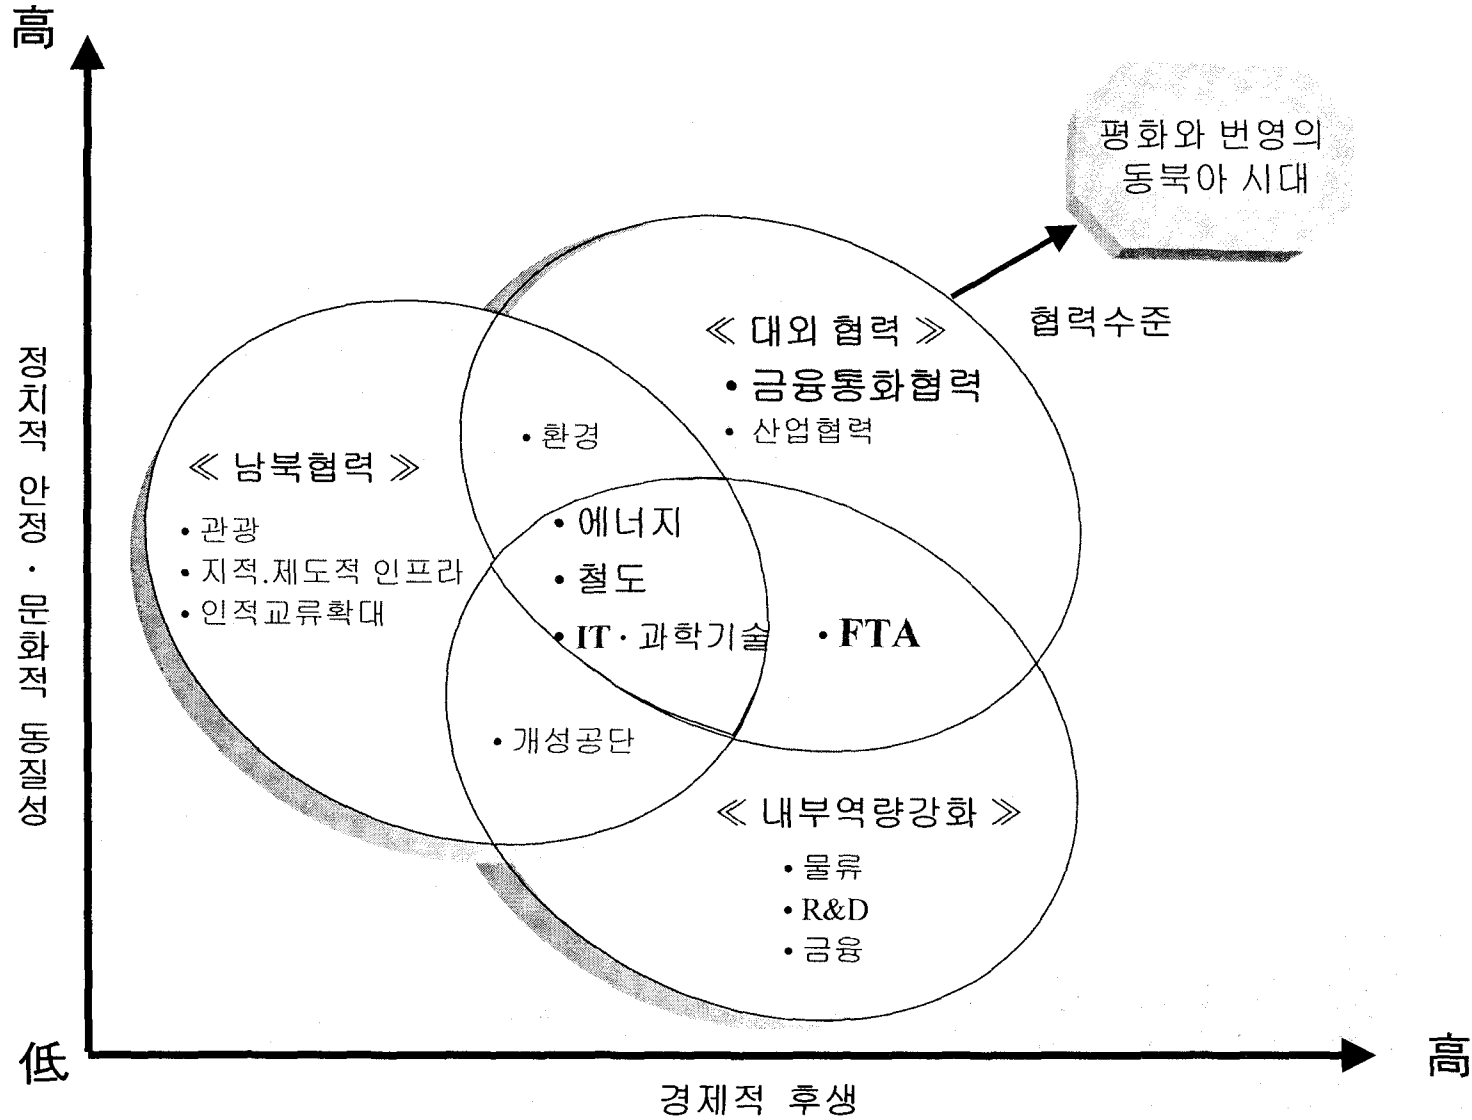 高
평화와 번영의
동북아 시대
협력수준
≪ 대외 협력 ≫
• 금융통화협력
• 산업협력
• 환경
≪ 남북협력 ≫
• 관광
• 지적.제도적 인프라
• 인적교류확대
• 에너지
• 철도
• IT · 과학기술
• FTA
• 개성공단
≪ 내부역량강화 ≫
• 물류
• R&D
• 금융
정치적 안정 · 문화적 동질성
低
高
경제적 후생